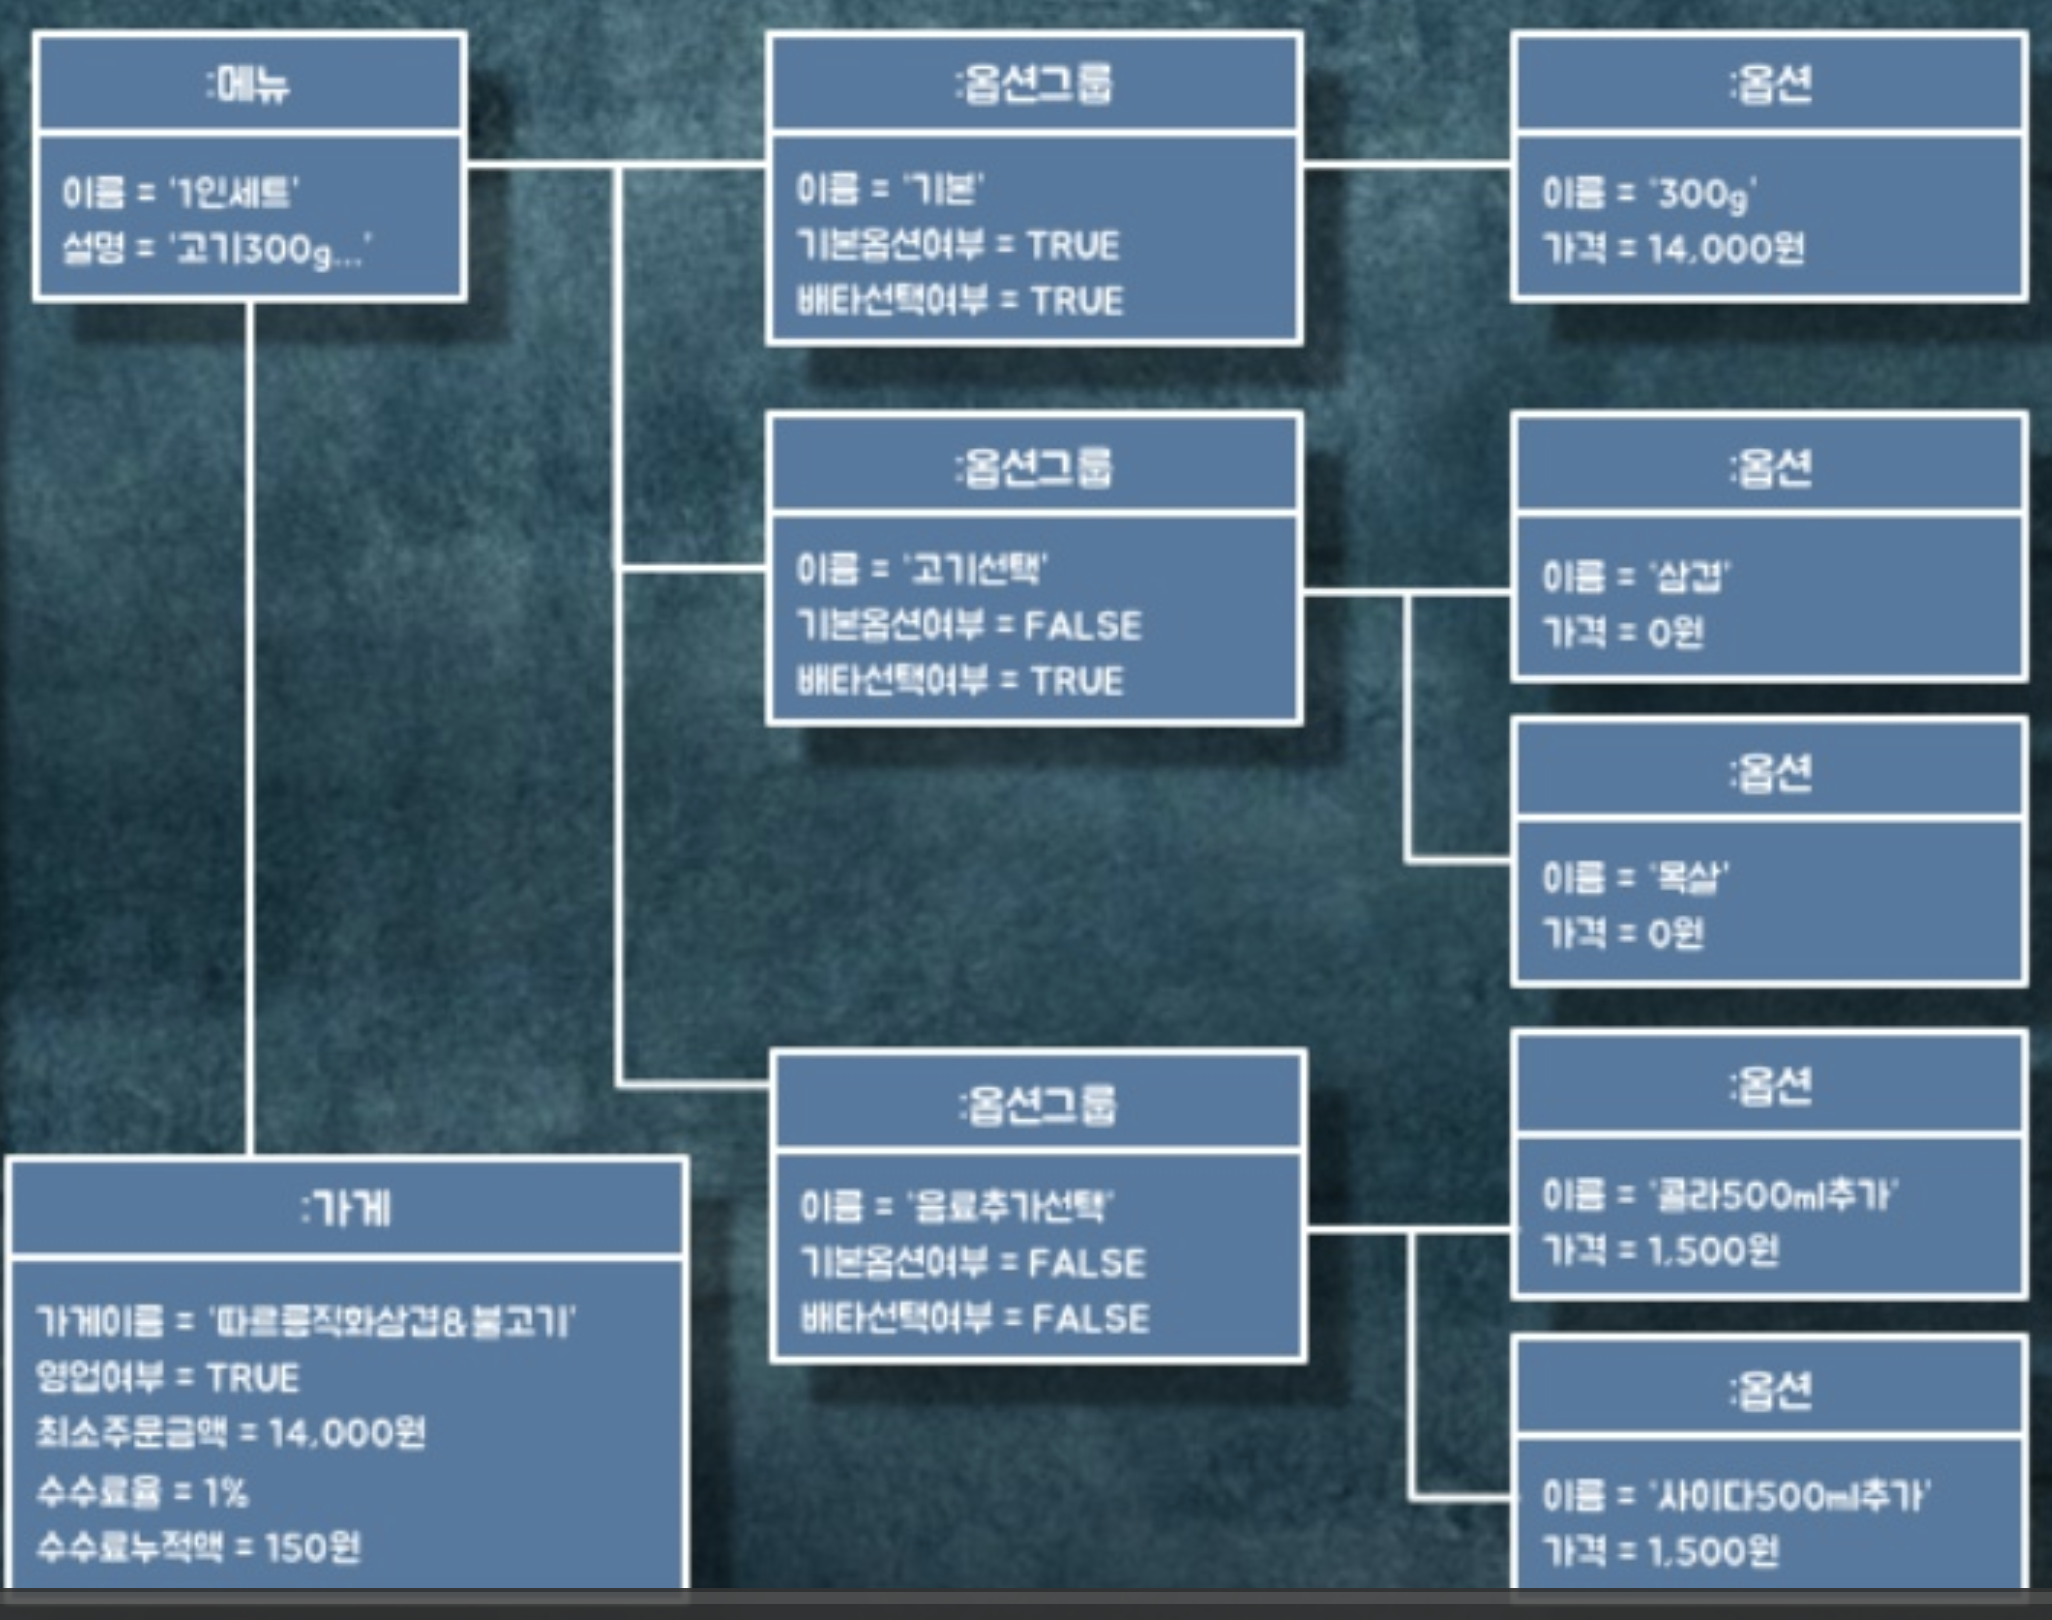 :메뉴
이름 = '1인세트'
설명 = '고기300g...'
:옵션그룹
이름 = '기본'
기본옵션여부 = TRUE
배타선택여부 = TRUE
:옵션
이름 = '300g'
가격 = 14,000원
:옵션그룹
이름 = '고기선택'
기본옵션여부 = FALSE
배타선택여부 = TRUE
:옵션
이름 = '삼겹'
가격 = 0원
:옵션
이름 = '목살'
가격 = 0원
:가게
가게이름 = '따르릉직화삼겹&불고기'
영업여부 = TRUE
최소주문금액 = 14,000원
수수료율 = 1%
수수료누적액 = 150원
:옵션그룹
이름 = '음료추가선택'
기본옵션여부 = FALSE
배타선택여부 = FALSE
:옵션
이름 = '콜라500ml추가'
가격 = 1,500원
:옵션
이름 = '사이다500ml추가'
가격 = 1,500원